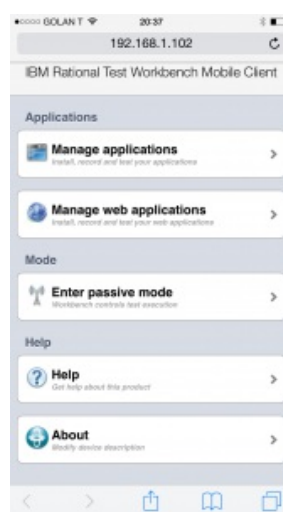 GOLAN T 20:37
192.168.1.102
IBM Rational Test Workbench Mobile Client
Applications
Manage applications
Install, record and test your applications
Manage web applications
Install, record and test your web applications
Mode
Enter passive mode
Workbench controls test execution
Help
Help
Get help about this product
About
Modify device description